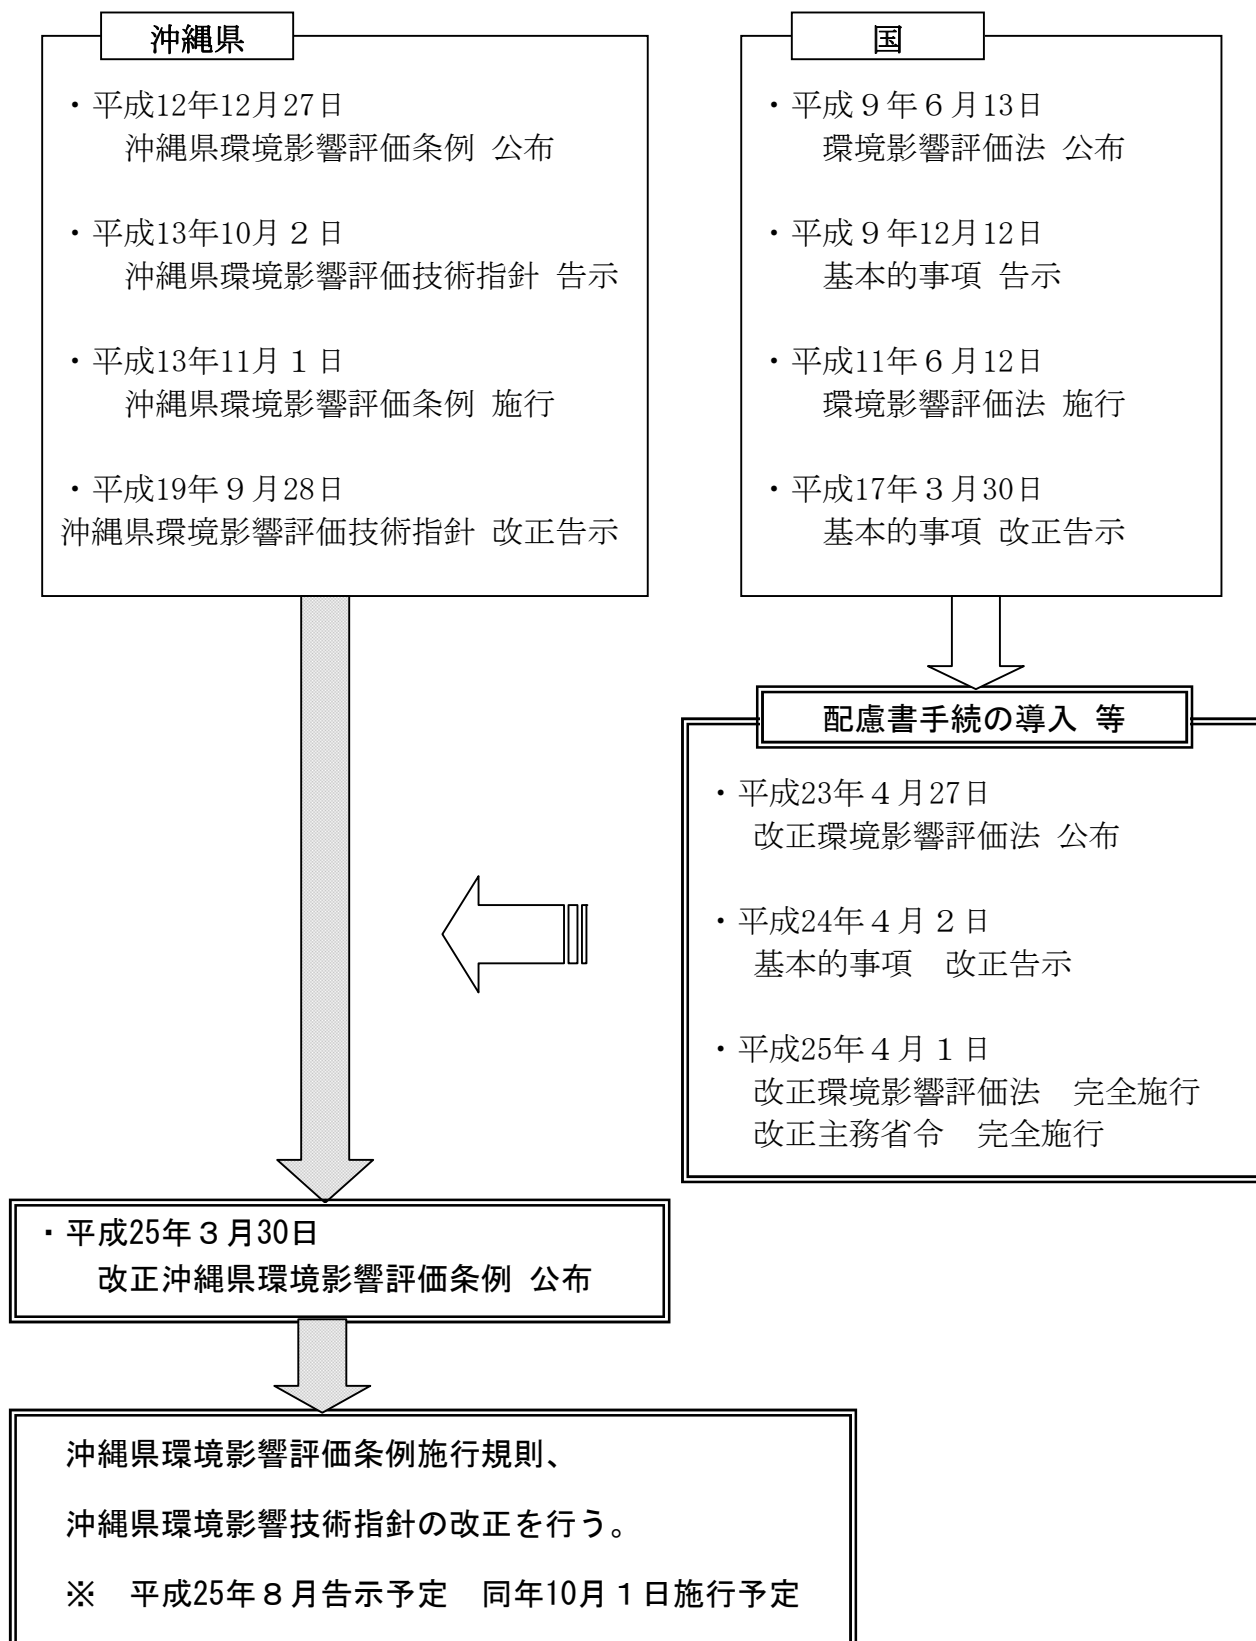 沖縄県
・平成12年12月27日
沖縄県環境影響評価条例 公布
・平成13年10月２日
沖縄県環境影響評価技術指針 告示
・平成13年11月１日
沖縄県環境影響評価条例 施行
・平成19年９月28日
沖縄県環境影響評価技術指針 改正告示
国
・平成９年６月13日
環境影響評価法 公布
・平成９年12月12日
基本的事項 告示
・平成11年６月12日
環境影響評価法 施行
・平成17年３月30日
基本的事項 改正告示
配慮書手続の導入 等
・平成23年４月27日
改正環境影響評価法 公布
・平成24年４月２日
基本的事項　改正告示
・平成25年４月１日
改正環境影響評価法　完全施行
改正主務省令　完全施行
・平成25年３月30日
改正沖縄県環境影響評価条例 公布
沖縄県環境影響評価条例施行規則、
沖縄県環境影響技術指針の改正を行う。
※　平成25年８月告示予定　同年10月１日施行予定